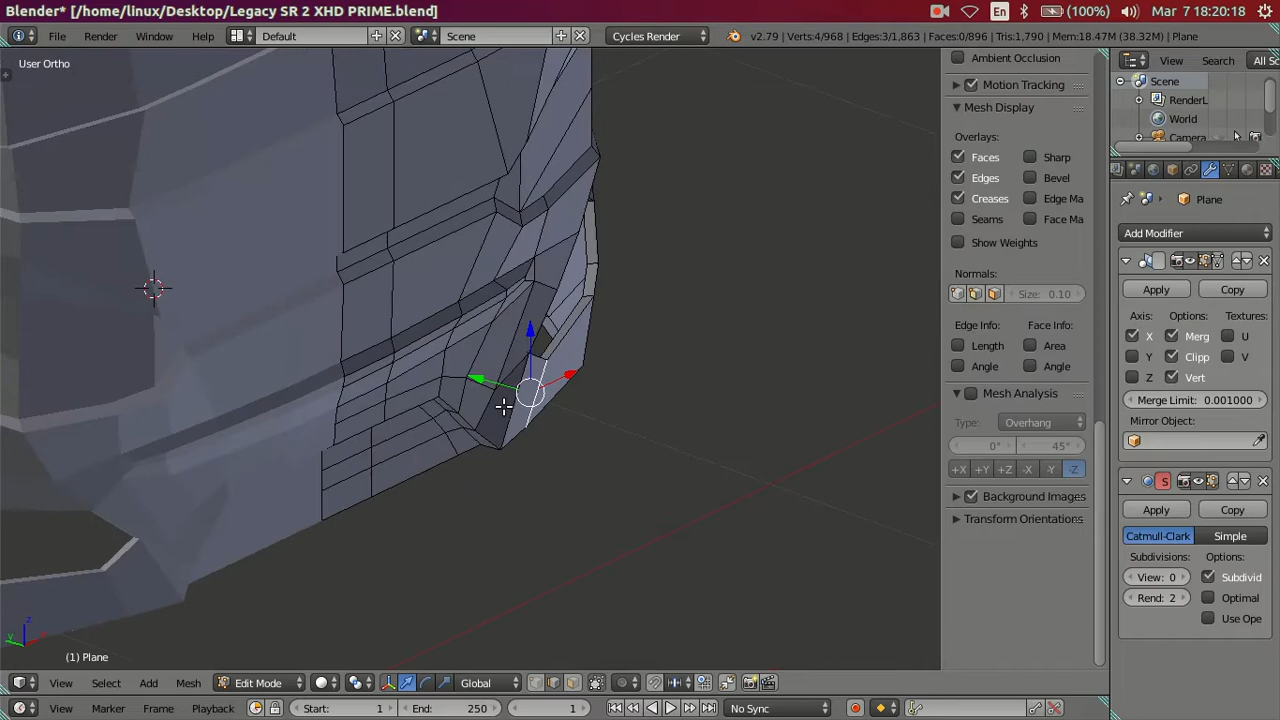 Blender* [/home/linux/Desktop/Legacy SR 2 XHD PRIME.blend]
En (100%) Mar 7 18:20:18
File Render Window Help Default Scene Cycles Render v2.79 | Verts:4/968 | Edges:3/1,863 | Faces:0/896 | Tris:1,790 | Mem:18.47M (38.32M) | Plane
User Ortho
Ambient Occlusion
Motion Tracking
Mesh Display
Overlays:
Faces Sharp
Edges Bevel
Creases Edge Ma
Seams Face Ma
Show Weights
Normals:
Size: 0.10
Edge Info: Face Info:
Length Area
Angle Angle
Mesh Analysis
Type: Overhang
0° 45°
+X +Y +Z -X -Y -Z
Background Images
Transform Orientations
View Search All Sc
Scene
RenderL
World
Camera
Plane
Add Modifier
Apply Copy
Axis: Options: Textures:
X Merg U
Y Clipp V
Z Vert
Merge Limit: 0.001000
Mirror Object:
S
Apply Copy
Catmull-Clark Simple
Subdivisions: Options:
View: 0 Subdivid
Rend: 2 Optimal
Use Ope
z
y
(1) Plane
View Select Add Mesh Edit Mode Global
View Marker Frame Playback Start: 1 End: 250 1 No Sync